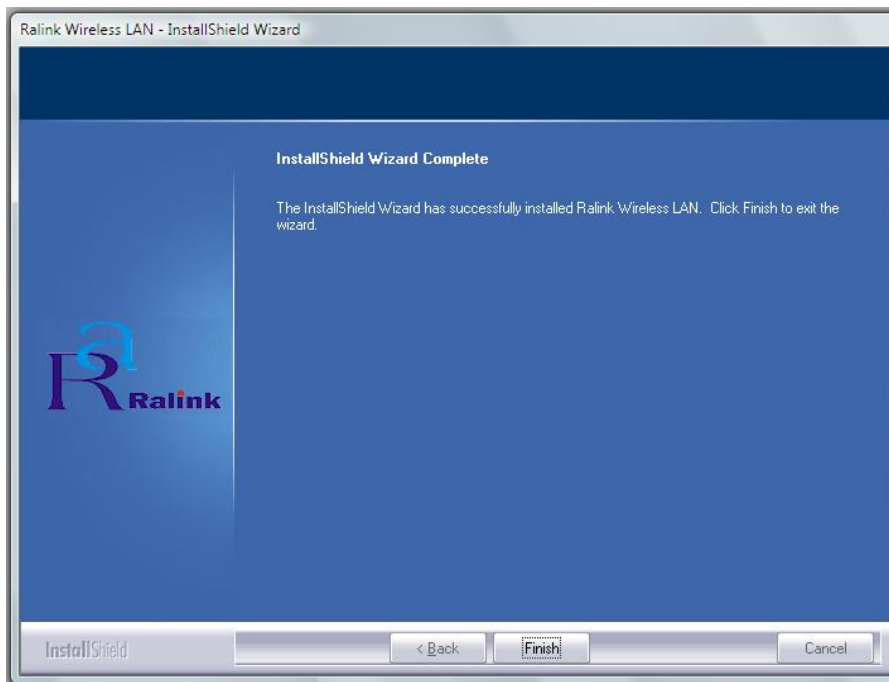 Ralink Wireless LAN - InstallShield Wizard
InstallShield Wizard Complete
The InstallShield Wizard has successfully installed Ralink Wireless LAN. Click Finish to exit the
wizard.
Ra
Ralink
InstallShield
< Back
Finish
Cancel